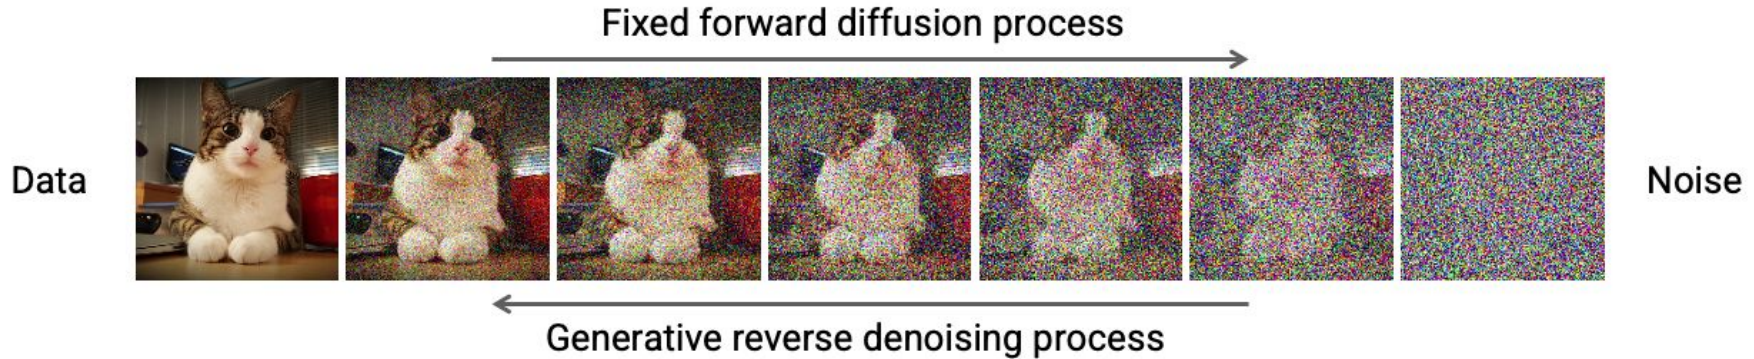 Fixed forward diffusion process
Data
Noise
Generative reverse denoising process